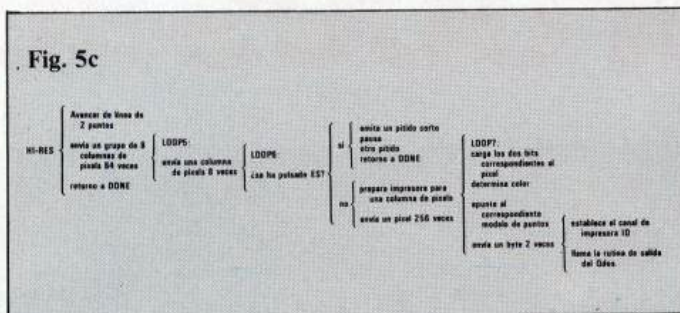 Fig. 5c
HI-RES
Avancar de línea de
2 puntos
envía un grupo de 8
columnas de
pixels 64 veces
retorno a DONE
LOOP5:
envía una columna
de pixels 8 veces
LOOP6:
¿se ha pulsado ES?
si
emite un pitido corto
pausa
otro pitido
retorno a DONE
no
prepara impresora para
una columna de pixels
envía un pixel 256 veces
LOOP7:
carga los dos bits
correspondientes al
pixel
determina color
apunte al
correspondiente
modelo de puntos
envía un byte 2 veces
establece el canal de
impresora ID
llama la rutina de salida
del Qdos.